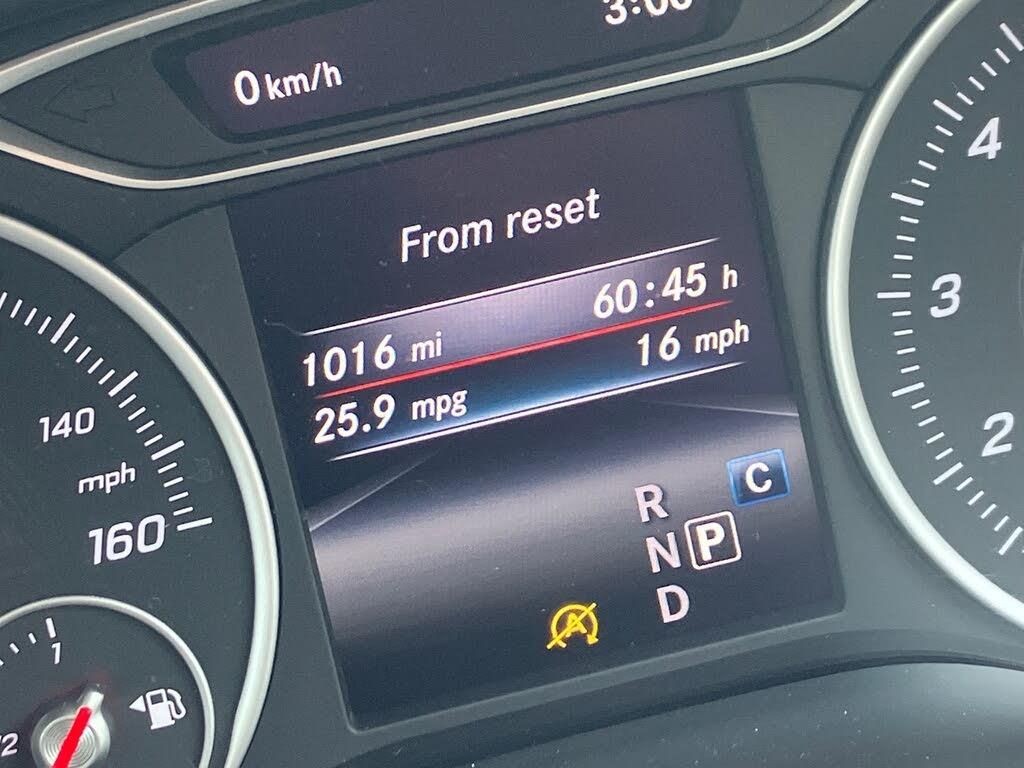 0 km/h
From reset
1016 mi 60:45 h
25.9 mpg 16 mph
C
R
N P
D
A
140
mph
160
1
4
3
2